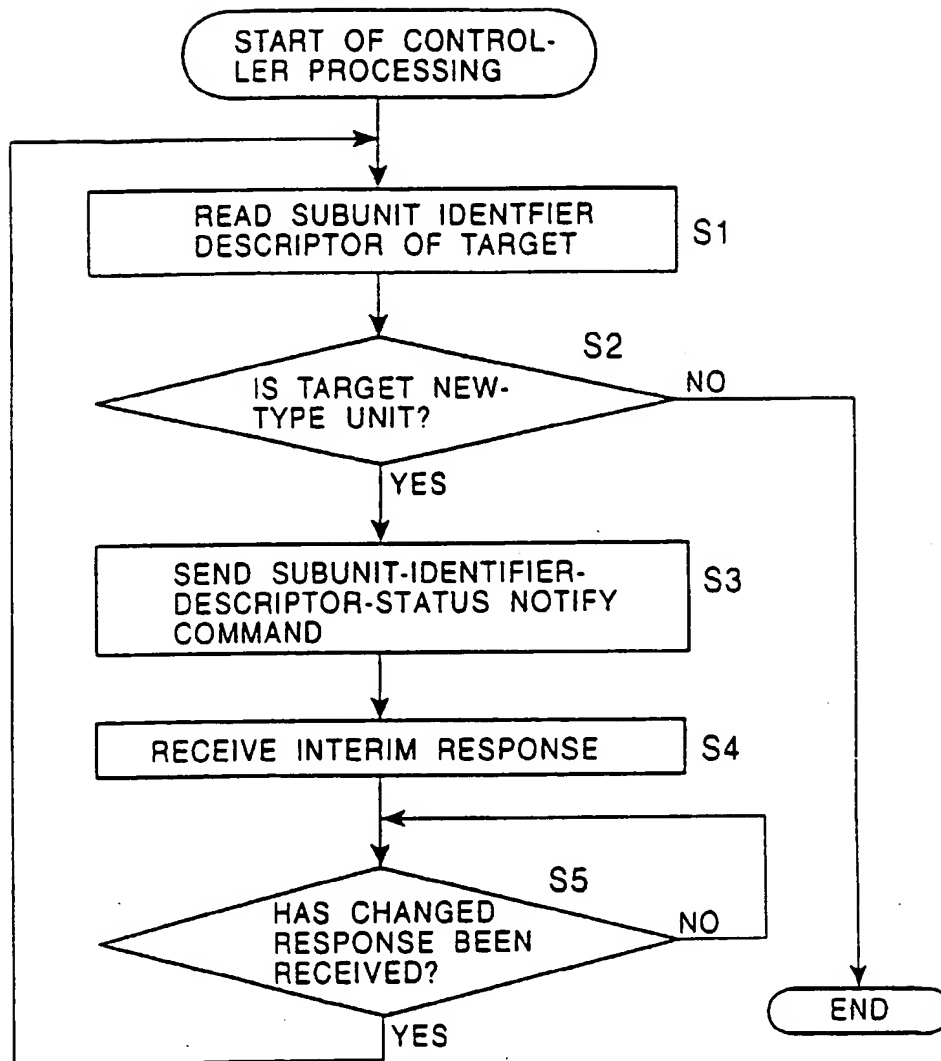 START OF CONTROL-
LER PROCESSING
READ SUBUNIT IDENTFIER
DESCRIPTOR OF TARGET
S1
S2
IS TARGET NEW-
TYPE UNIT?
NO
YES
SEND SUBUNIT-IDENTIFIER-
DESCRIPTOR-STATUS NOTIFY
COMMAND
S3
RECEIVE INTERIM RESPONSE
S4
S5
HAS CHANGED
RESPONSE BEEN
RECEIVED?
NO
END
YES